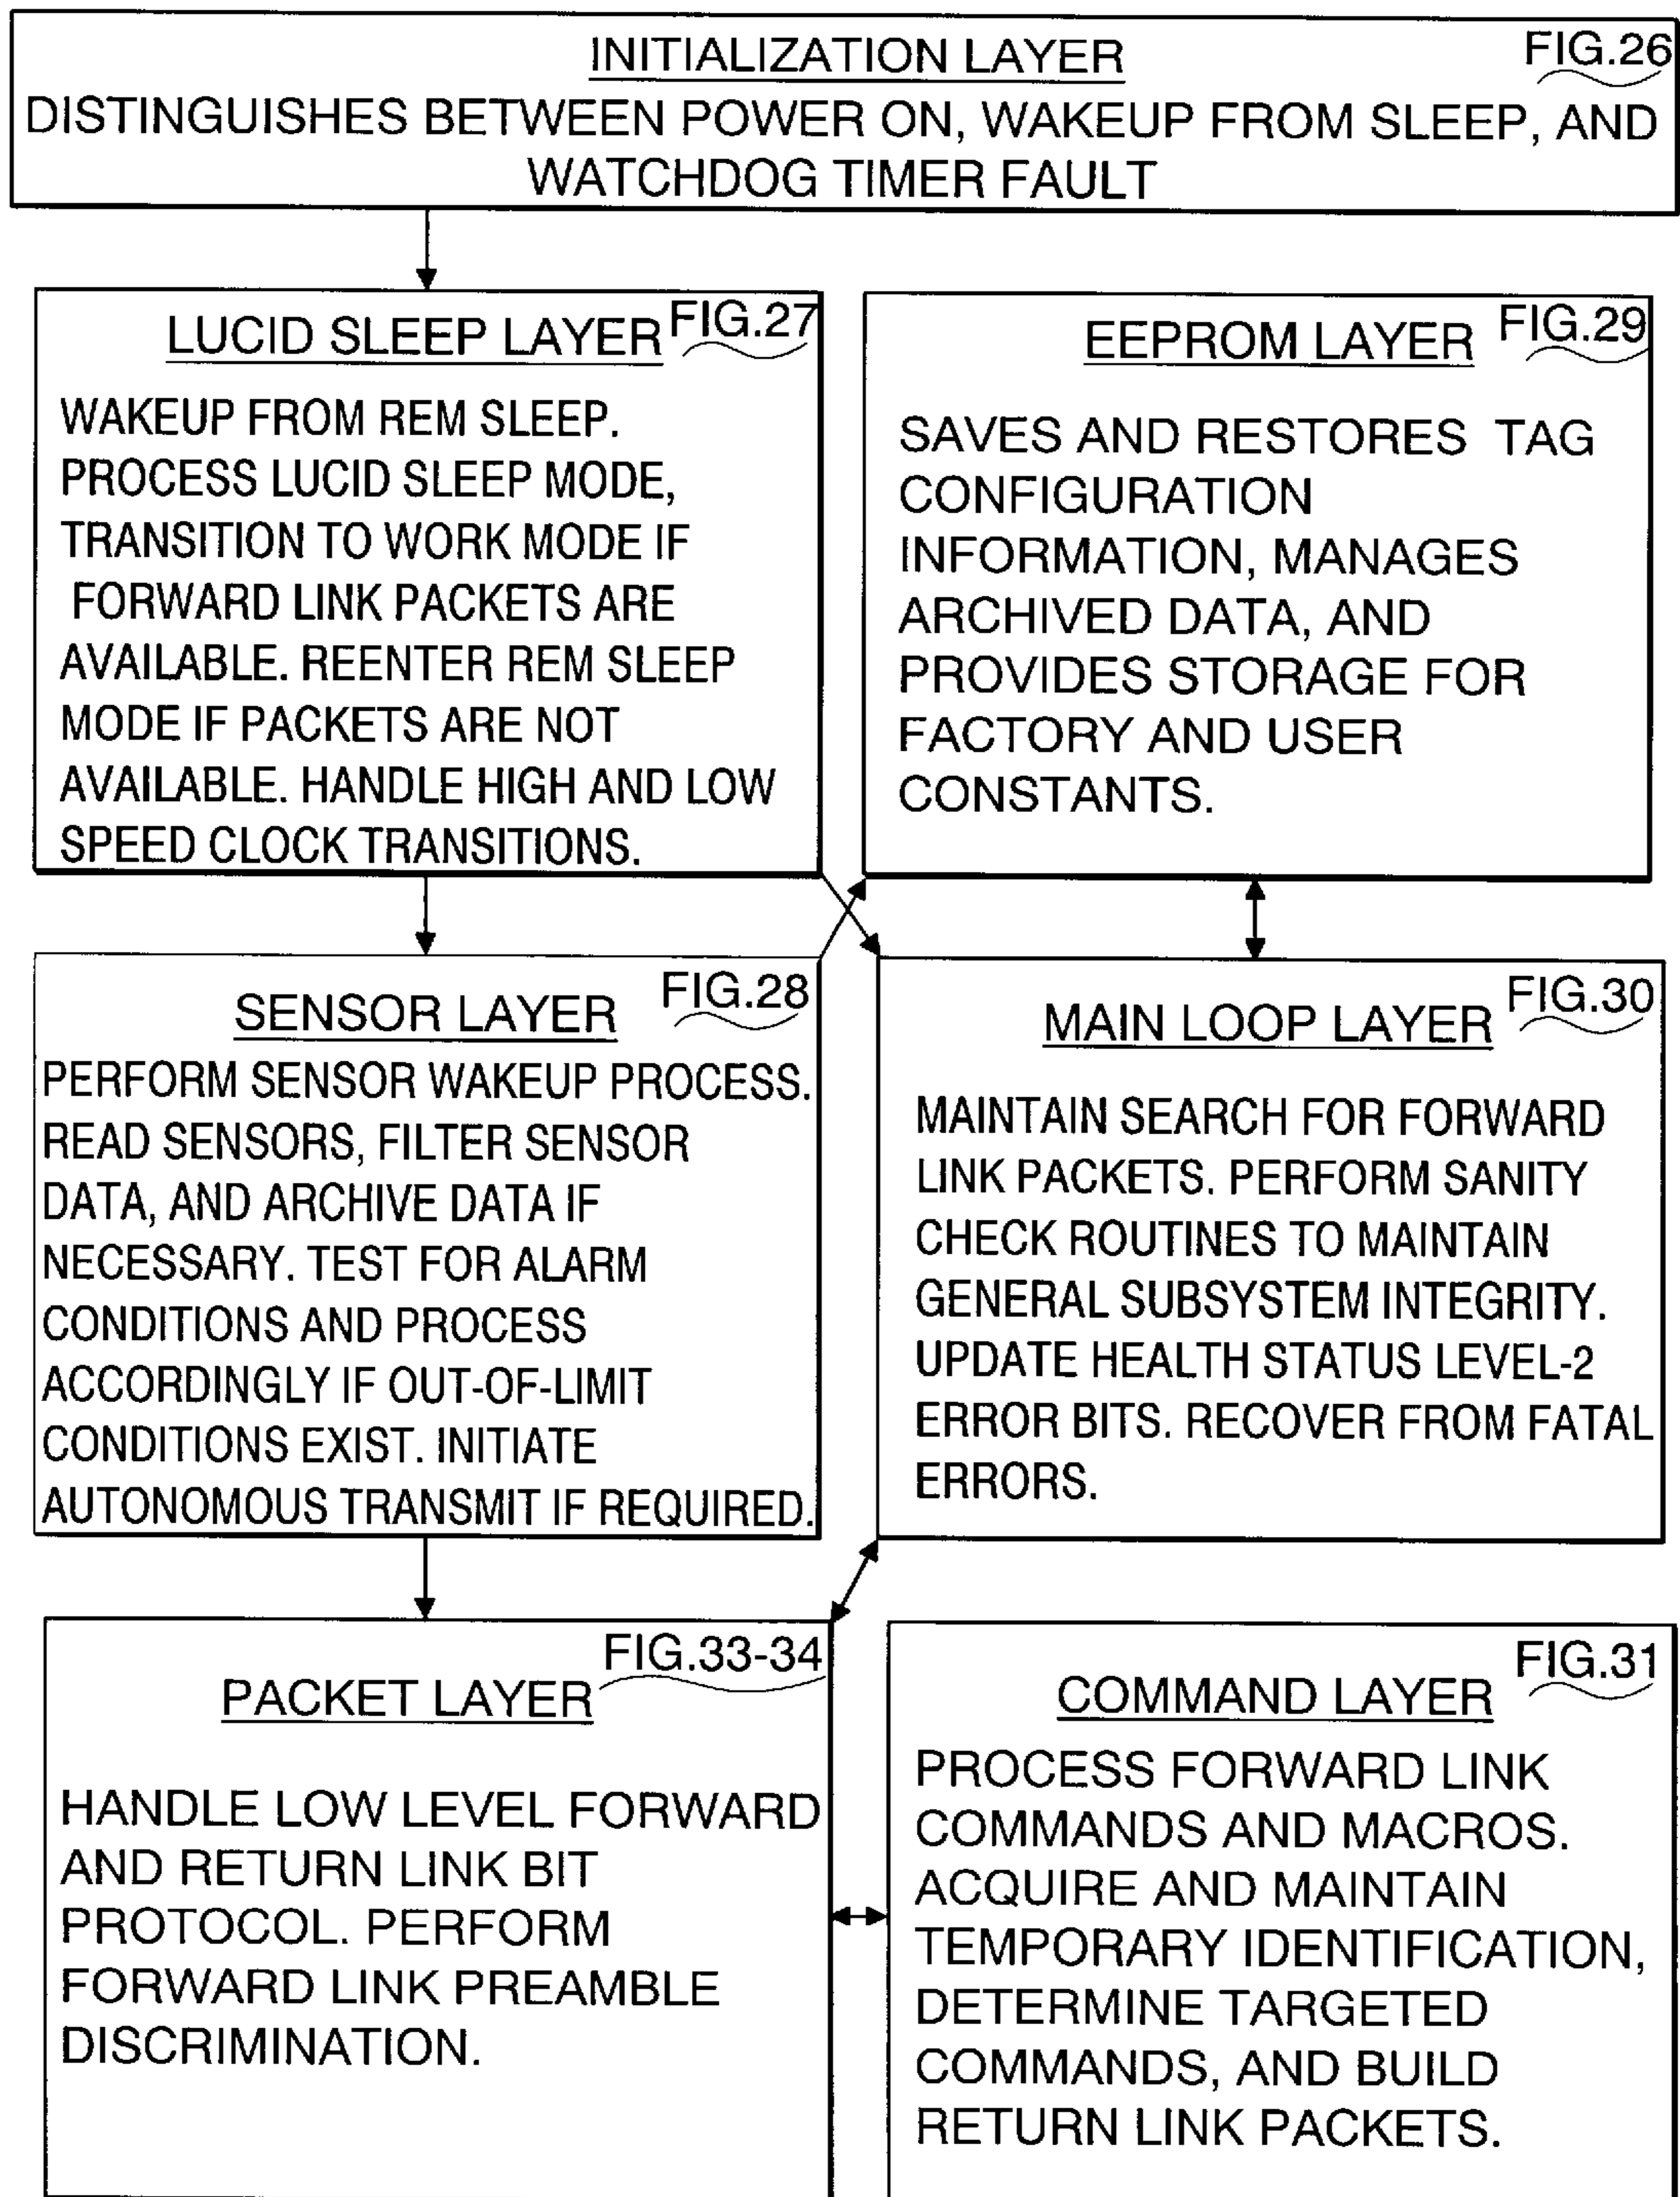 INITIALIZATION LAYER
FIG.26
DISTINGUISHES BETWEEN POWER ON, WAKEUP FROM SLEEP, AND
WATCHDOG TIMER FAULT
LUCID SLEEP LAYER
FIG.27
WAKEUP FROM REM SLEEP.
PROCESS LUCID SLEEP MODE,
TRANSITION TO WORK MODE IF
FORWARD LINK PACKETS ARE
AVAILABLE. REENTER REM SLEEP
MODE IF PACKETS ARE NOT
AVAILABLE. HANDLE HIGH AND LOW
SPEED CLOCK TRANSITIONS.
EEPROM LAYER
FIG.29
SAVES AND RESTORES TAG
CONFIGURATION
INFORMATION, MANAGES
ARCHIVED DATA, AND
PROVIDES STORAGE FOR
FACTORY AND USER
CONSTANTS.
SENSOR LAYER
FIG.28
PERFORM SENSOR WAKEUP PROCESS.
READ SENSORS, FILTER SENSOR
DATA, AND ARCHIVE DATA IF
NECESSARY. TEST FOR ALARM
CONDITIONS AND PROCESS
ACCORDINGLY IF OUT-OF-LIMIT
CONDITIONS EXIST. INITIATE
AUTONOMOUS TRANSMIT IF REQUIRED.
MAIN LOOP LAYER
FIG.30
MAINTAIN SEARCH FOR FORWARD
LINK PACKETS. PERFORM SANITY
CHECK ROUTINES TO MAINTAIN
GENERAL SUBSYSTEM INTEGRITY.
UPDATE HEALTH STATUS LEVEL-2
ERROR BITS. RECOVER FROM FATAL
ERRORS.
PACKET LAYER
FIG.33-34
HANDLE LOW LEVEL FORWARD
AND RETURN LINK BIT
PROTOCOL. PERFORM
FORWARD LINK PREAMBLE
DISCRIMINATION.
COMMAND LAYER
FIG.31
PROCESS FORWARD LINK
COMMANDS AND MACROS.
ACQUIRE AND MAINTAIN
TEMPORARY IDENTIFICATION,
DETERMINE TARGETED
COMMANDS, AND BUILD
RETURN LINK PACKETS.